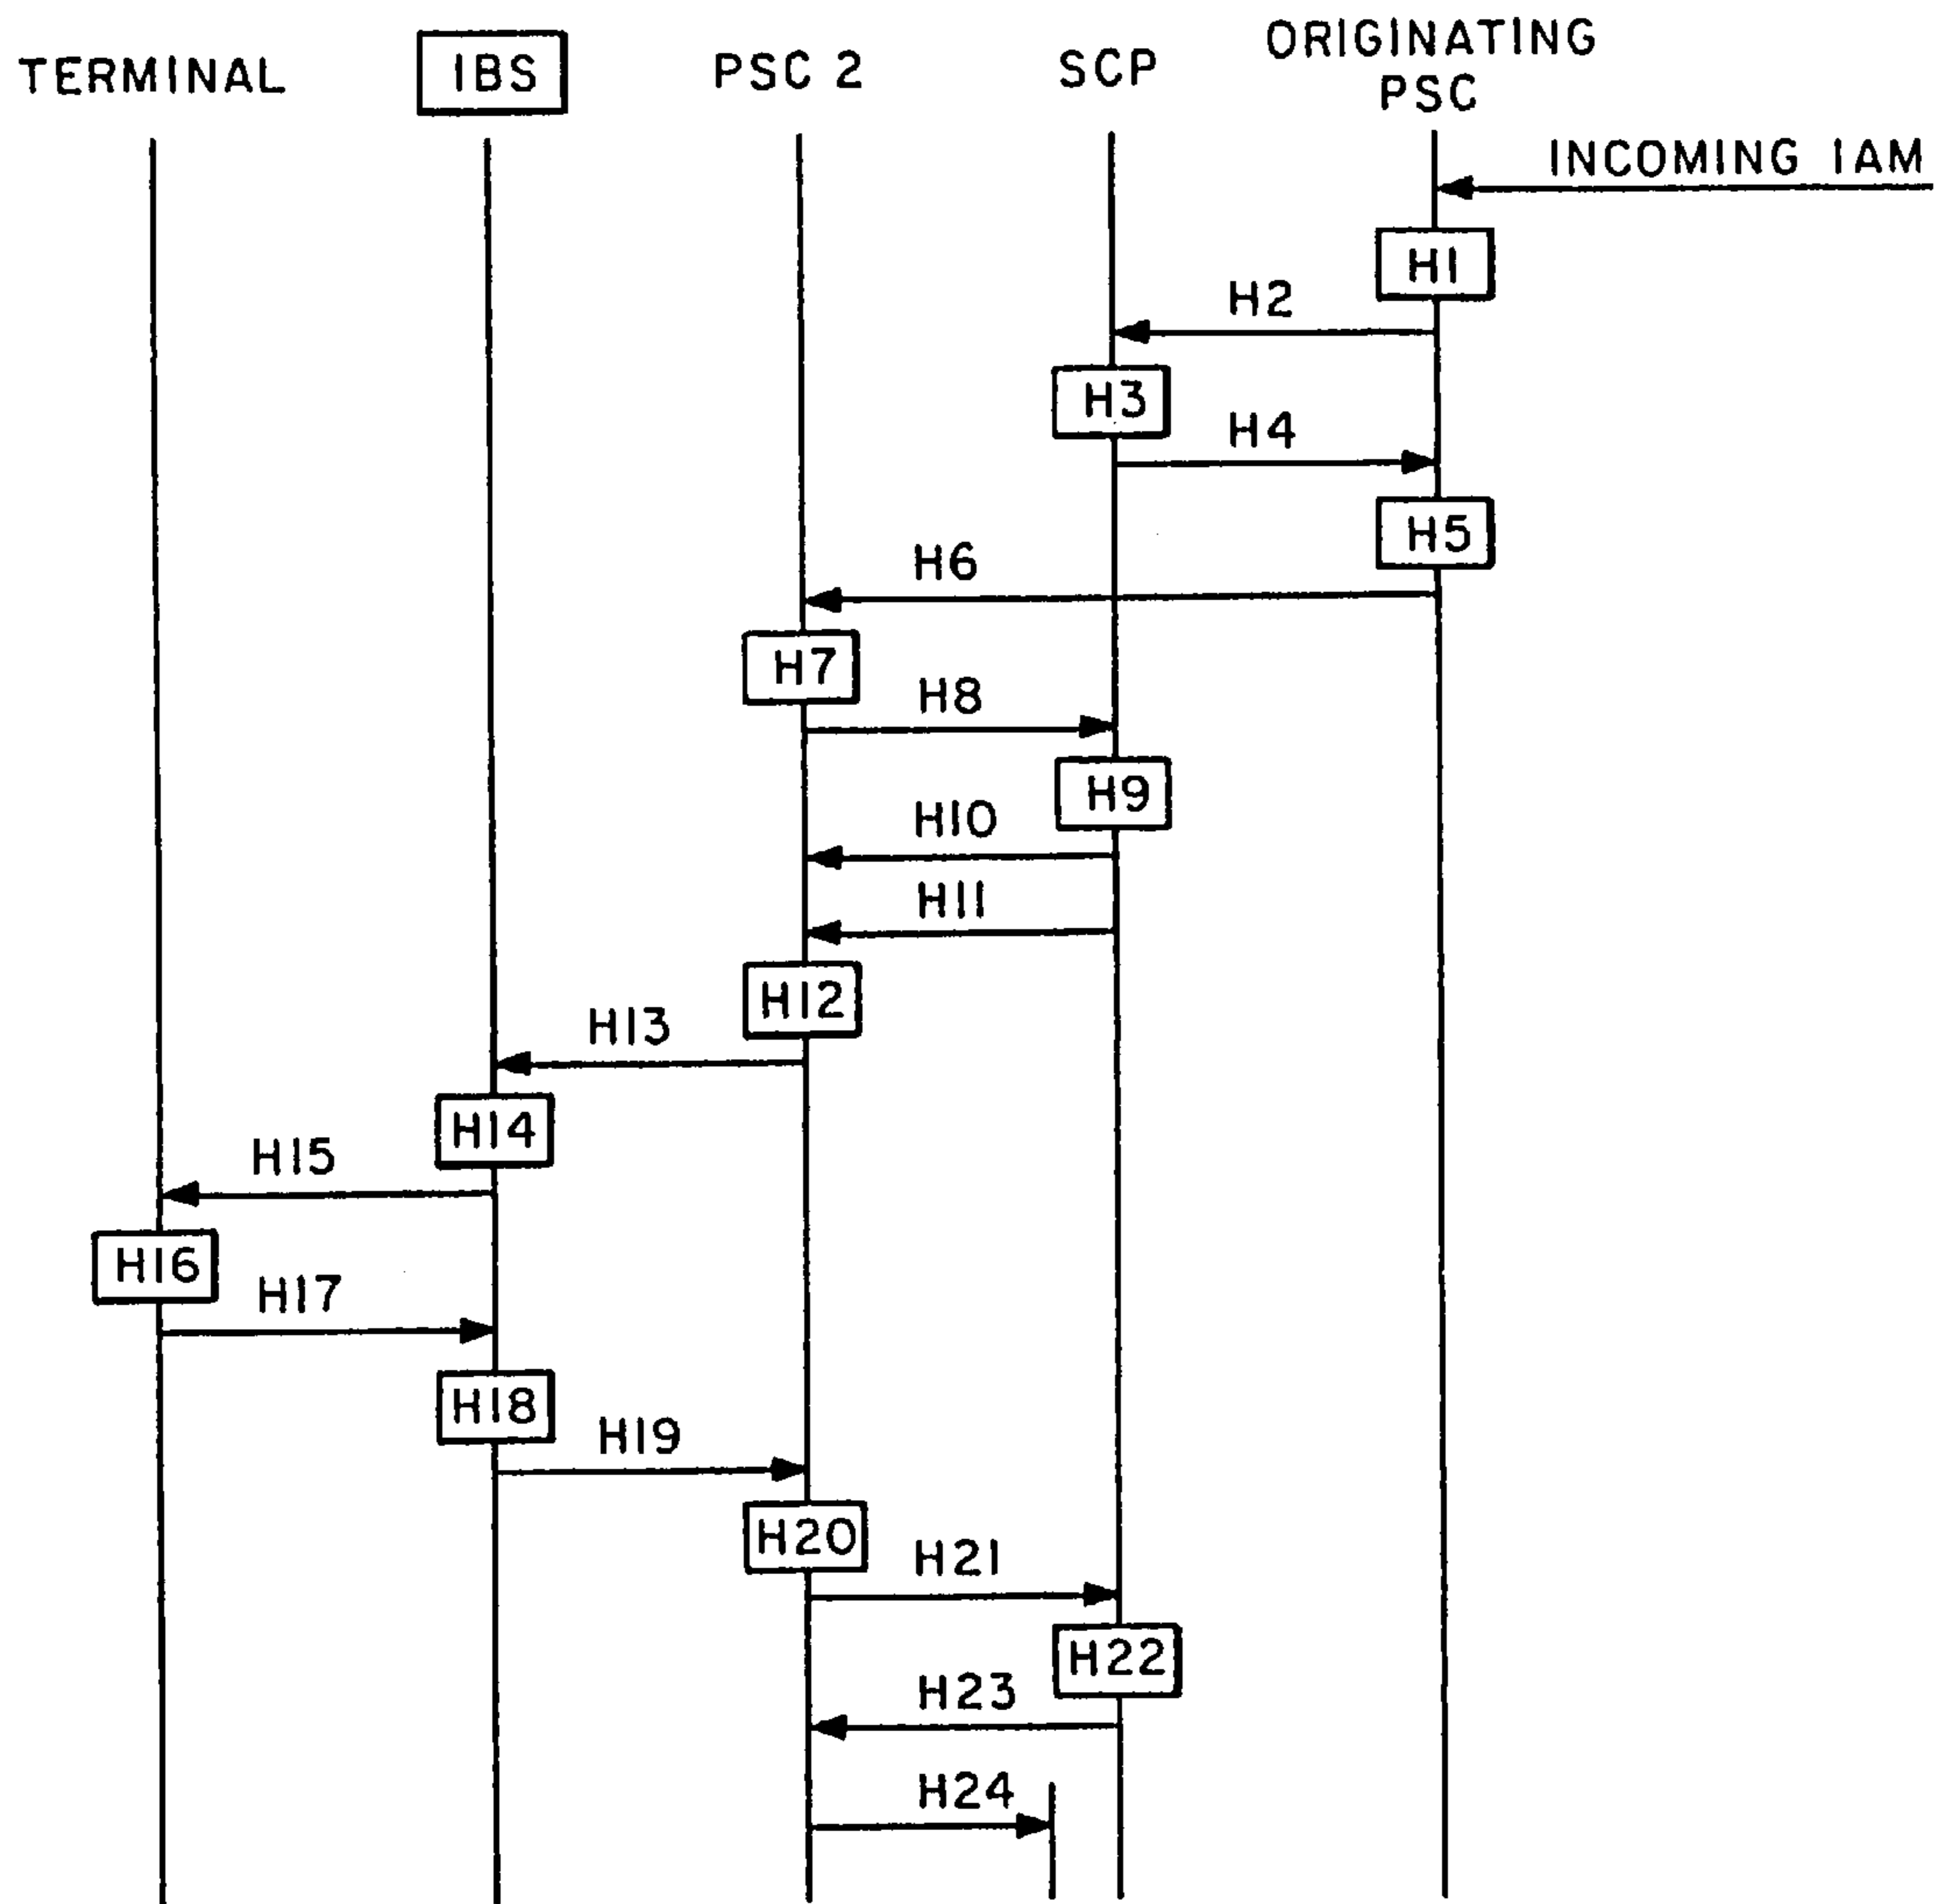 TERMINAL
IBS
PSC 2
SCP
ORIGINATING
PSC
INCOMING IAM
H1
H2
H3
H4
H5
H6
H7
H8
H9
H10
H11
H12
H13
H14
H15
H16
H17
H18
H19
H20
H21
H22
H23
H24